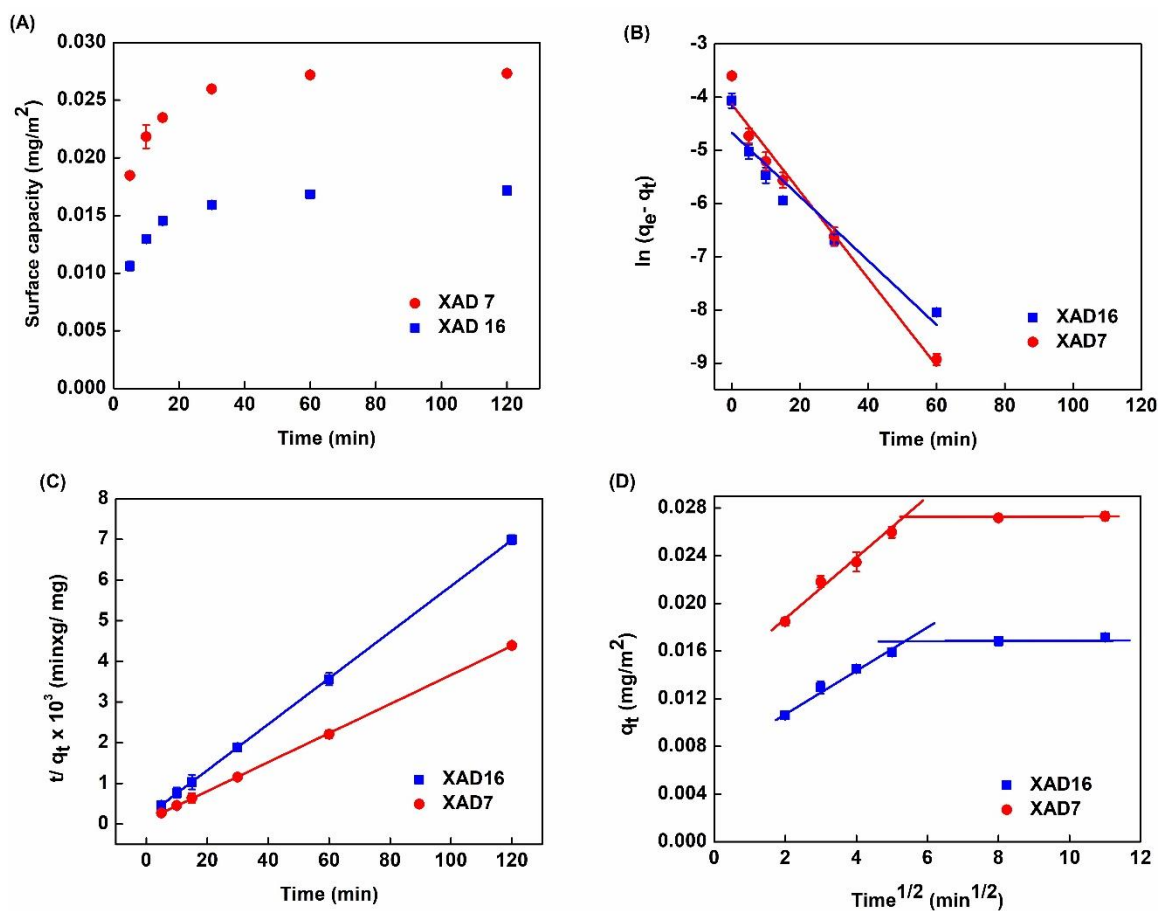 (A)
0.030
0.025
0.020
0.015
0.010
0.005
0.000
Surface capacity (mg/m²)
XAD 7
XAD 16
0 20 40 60 80 100 120
Time (min)
(B)
-3
-4
-5
-6
-7
-8
-9
ln (qₑ- qₜ)
XAD16
XAD7
0 20 40 60 80 100 120
Time (min)
(C)
8
7
6
5
4
3
2
1
0
t/ qₜ x 10³ (minxg/ mg)
XAD16
XAD7
0 20 40 60 80 100 120
Time (min)
(D)
0.028
0.024
0.020
0.016
0.012
0.008
0.004
0.000
qₜ (mg/m²)
XAD16
XAD7
0 2 4 6 8 10 12
Time^1/2 (min^1/2)